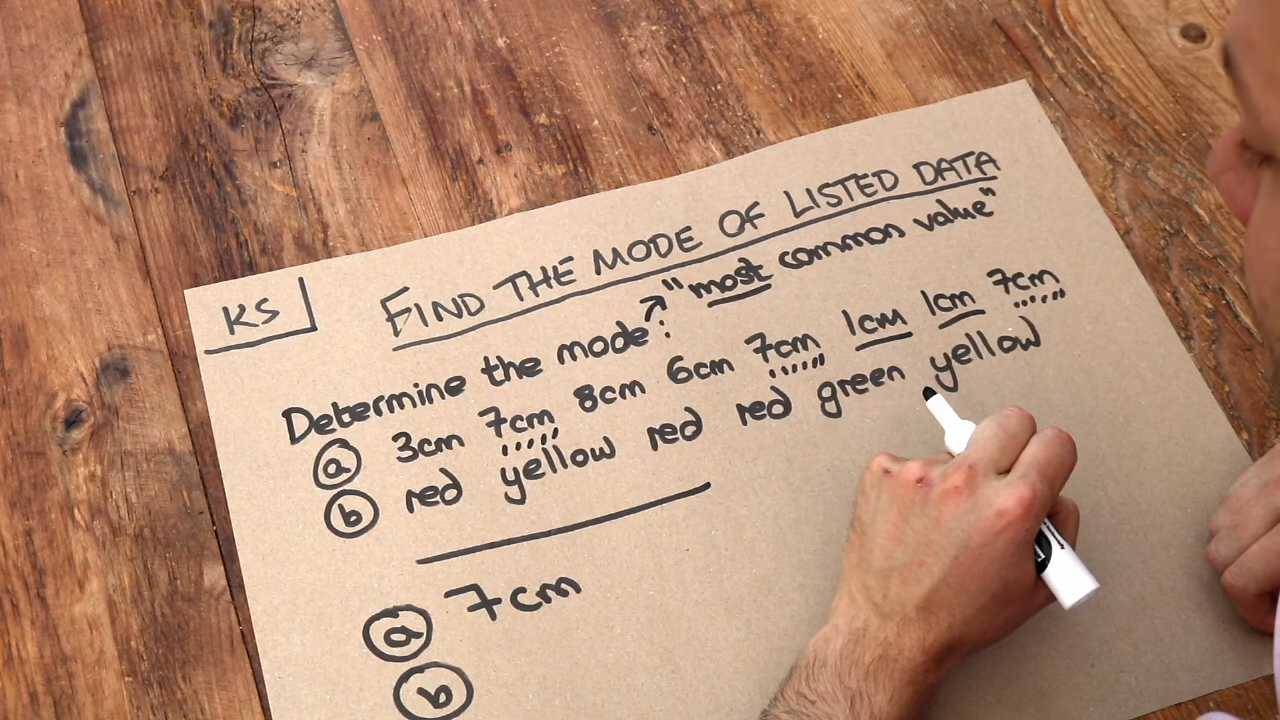 KS
FIND THE MODE OF LISTED DATA
"most common value"
Determine the mode:
a 3cm 7cm 8cm 6cm 7cm 1cm 1cm 7cm
b red yellow red red green yellow
a 7cm
b